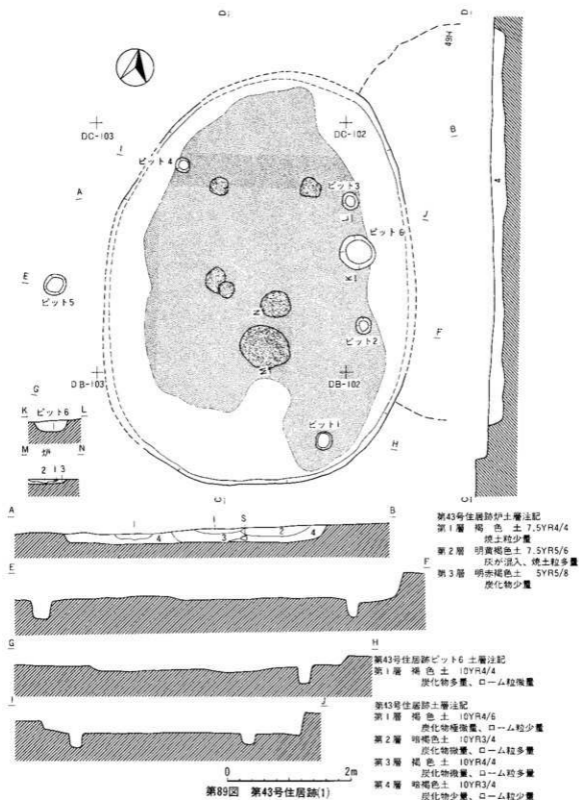 D
D
49H
DC-103
DC-102
I
B
ピット4
ピット3
A
J
ピット6
E
ピット5
ピット2
F
G
DB-103
DB-102
K ピット6 L
1
M 炉 N
2 1 3
ピット1
H
4
C
C
A
B
1
1
S
4
3
2
4
E
F
G
H
I
J
第43号住居跡炉土層注記
第1層 褐色土 7.5YR4/4
焼土粒少量
第2層 明黄褐色土 7.5YR5/6
灰が混入、焼土粒多量
第3層 明赤褐色土 5YR5/8
炭化物少量
第43号住居跡ピット6 土層注記
第1層 褐色土 10YR4/4
炭化物多量、ローム粒微量
第43号住居跡土層注記
第1層 褐色土 10YR4/6
炭化物極微量、ローム粒少量
第2層 暗褐色土 10YR3/4
炭化物微量、ローム粒多量
第3層 褐色土 10YR4/4
炭化物微量、ローム粒多量
第4層 暗褐色土 10YR3/4
炭化物少量、ローム粒少量
0 2m
第89図 第43号住居跡(1)